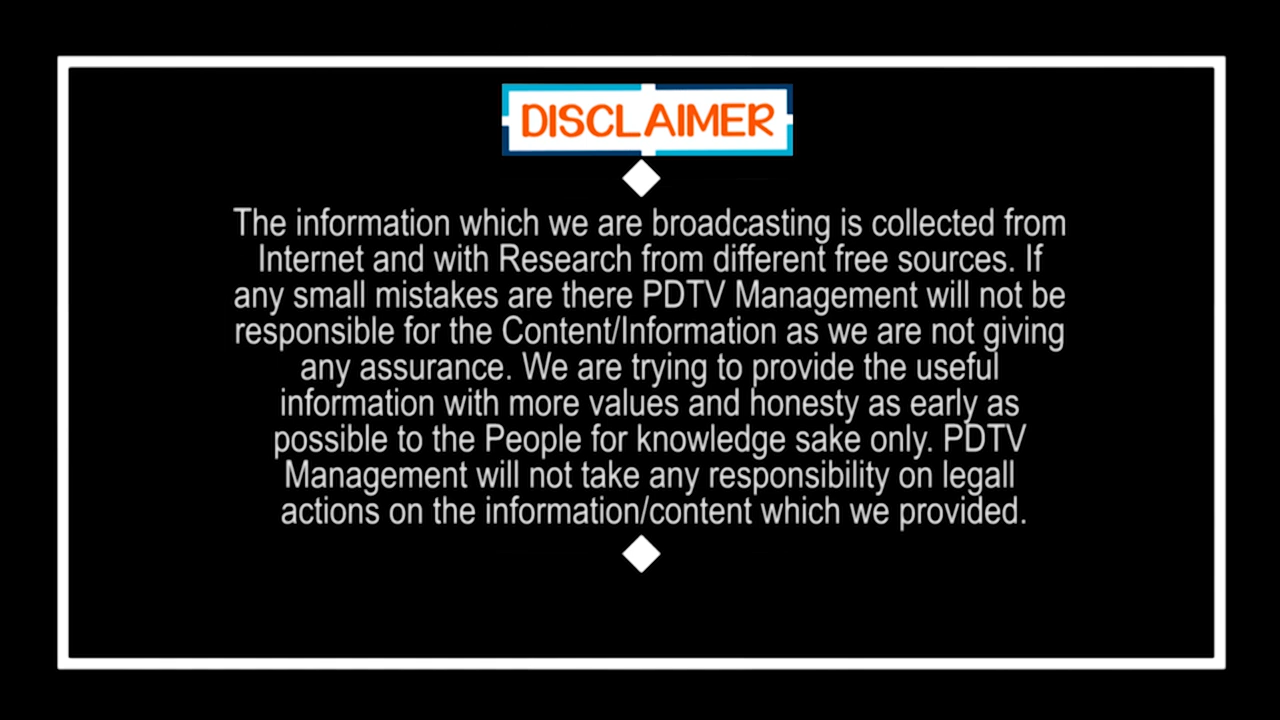 DISCLAIMER
The information which we are broadcasting is collected from
Internet and with Research from different free sources. If
any small mistakes are there PDTV Management will not be
responsible for the Content/Information as we are not giving
any assurance. We are trying to provide the useful
information with more values and honesty as early as
possible to the People for knowledge sake only. PDTV
Management will not take any responsibility on legall
actions on the information/content which we provided.